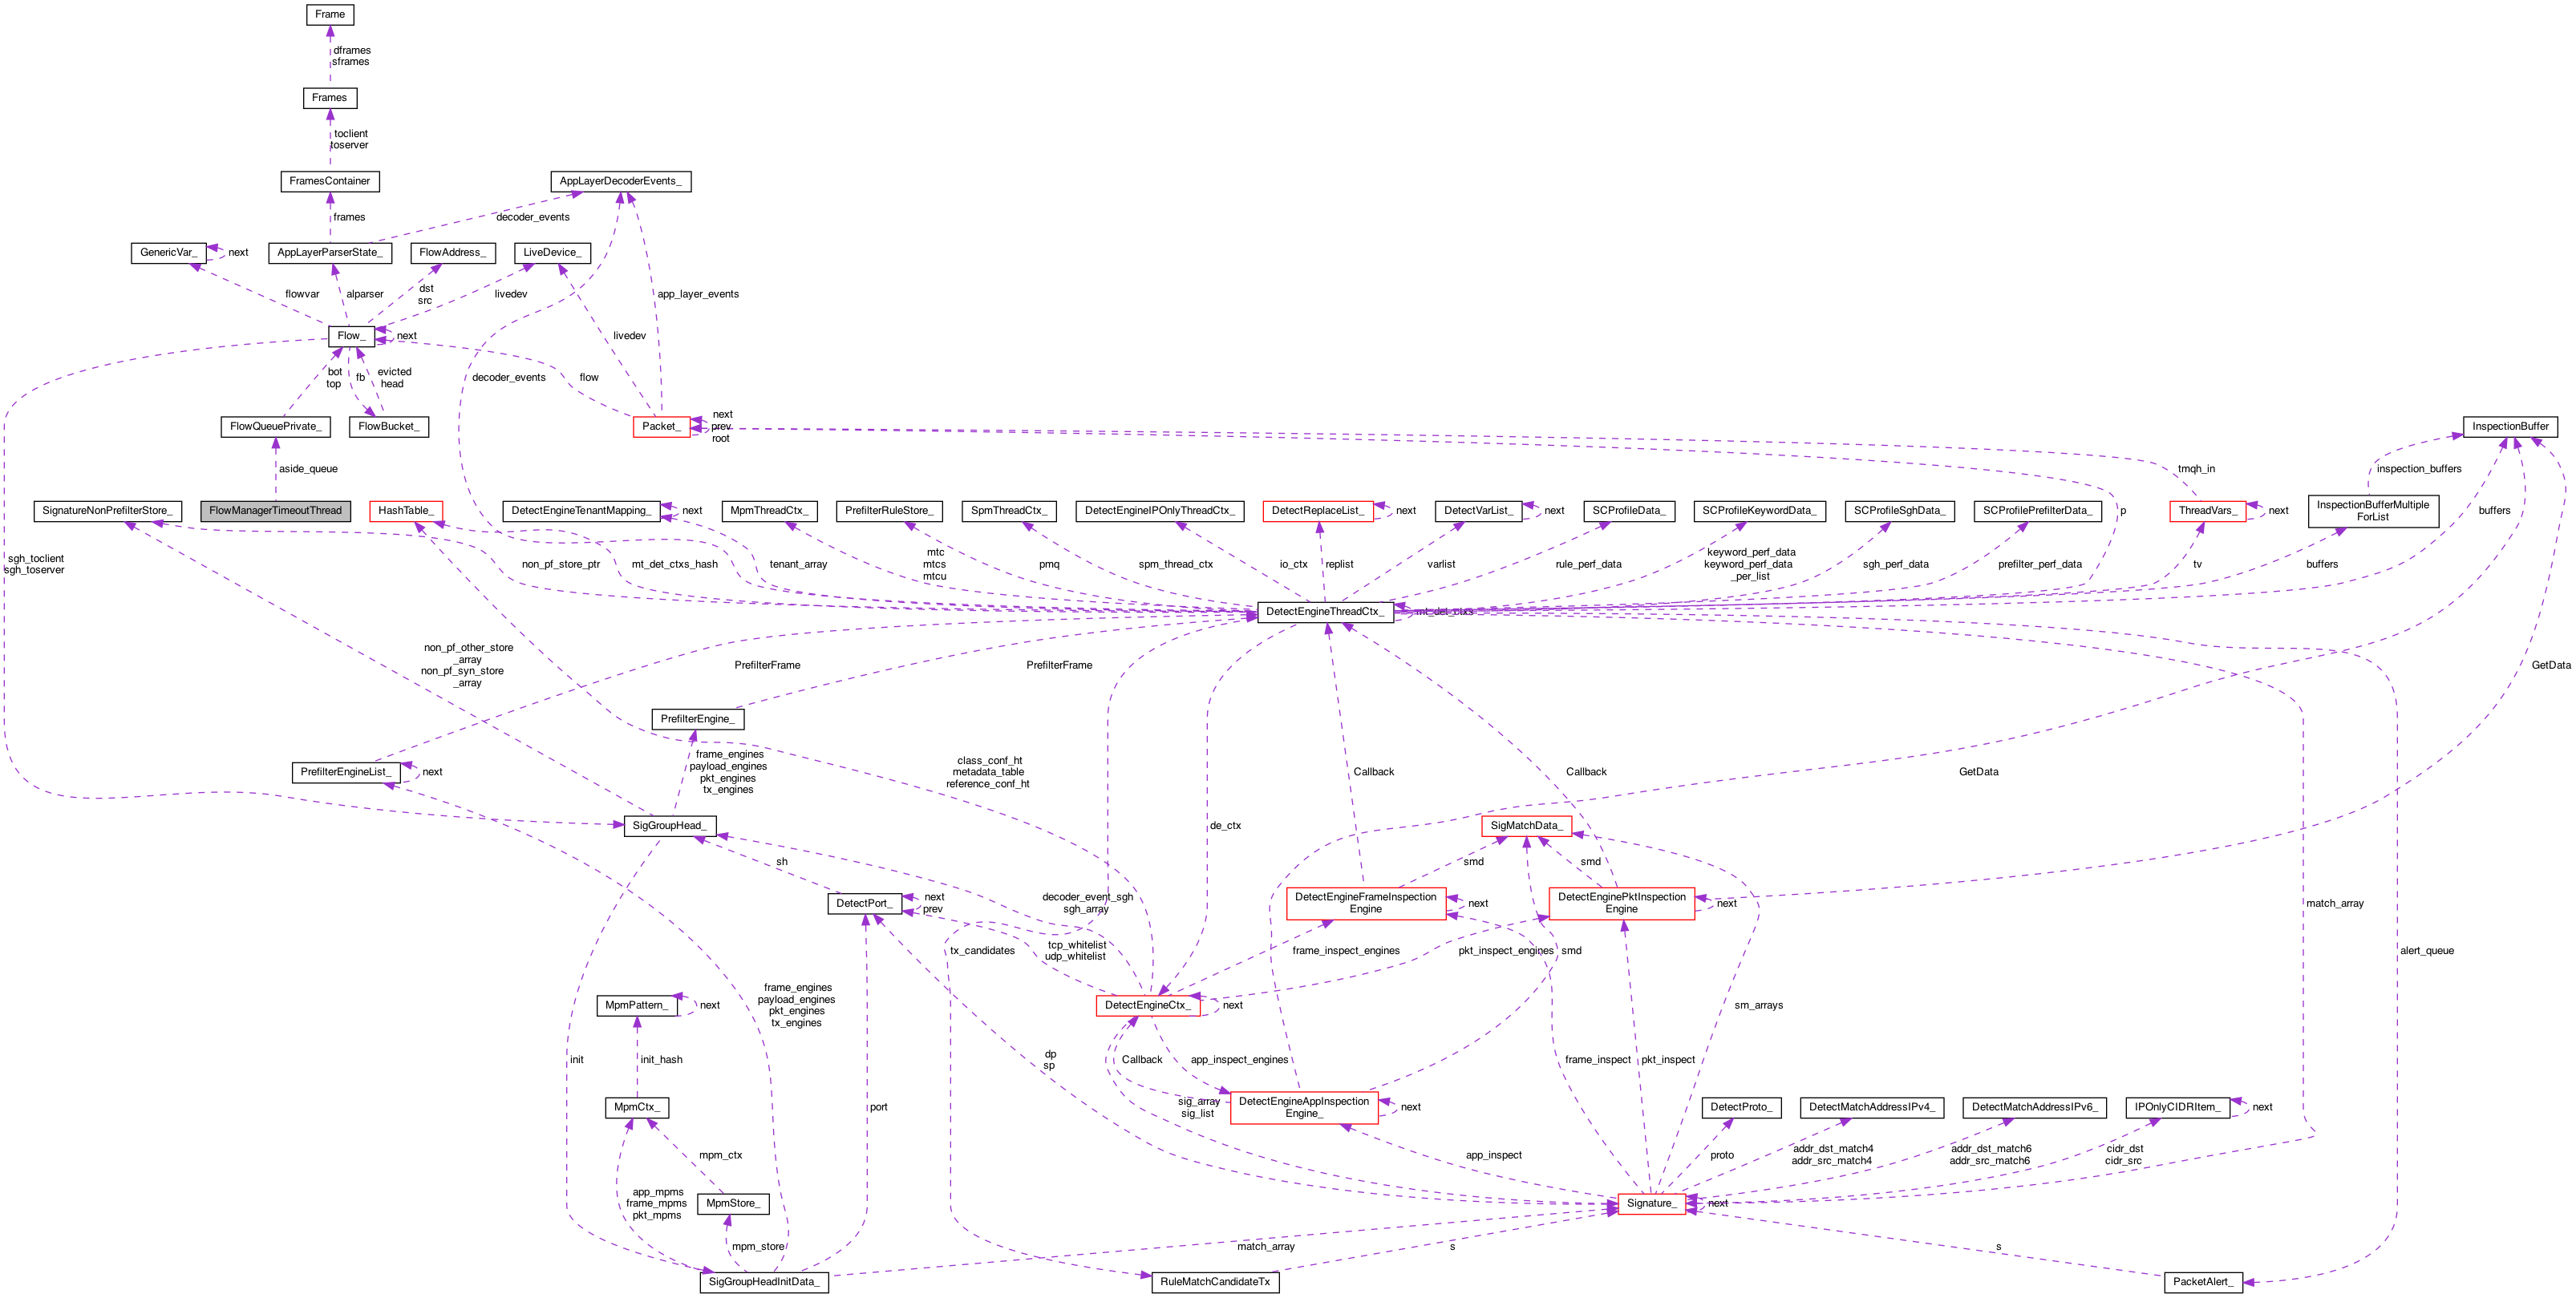 Frame
dframes
sframes
Frames
toclient
toserver
FramesContainer
AppLayerDecoderEvents_
frames
decoder_events
GenericVar_
next
AppLayerParserState_
FlowAddress_
LiveDevice_
flowvar
alparser
dst
src
livedev
app_layer_events
Flow_
next
livedev
bot
top
fb
evicted
head
decoder_events
flow
FlowQueuePrivate_
FlowBucket_
Packet_
next
prev
root
InspectionBuffer
aside_queue
tmqh_in
inspection_buffers
SignatureNonPrefilterStore_
FlowManagerTimeoutThread
HashTable_
DetectEngineTenantMapping_
next
MpmThreadCtx_
PrefilterRuleStore_
SpmThreadCtx_
DetectEngineIPOnlyThreadCtx_
DetectReplaceList_
next
DetectVarList_
next
SCProfileData_
SCProfileKeywordData_
SCProfileSghData_
SCProfilePrefilterData_
p
ThreadVars_
next
InspectionBufferMultiple
ForList
buffers
sgh_toclient
sgh_toserver
non_pf_store_ptr
mt_det_ctxs_hash
tenant_array
mtc
mtcs
mtcu
pmq
spm_thread_ctx
io_ctx
replist
varlist
rule_perf_data
keyword_perf_data
keyword_perf_data
_per_list
sgh_perf_data
prefilter_perf_data
tv
buffers
DetectEngineThreadCtx_
mt_det_ctxs
non_pf_other_store
_array
non_pf_syn_store
_array
PrefilterFrame
PrefilterFrame
GetData
PrefilterEngine_
PrefilterEngineList_
next
frame_engines
payload_engines
pkt_engines
tx_engines
class_conf_ht
metadata_table
reference_conf_ht
Callback
Callback
GetData
SigGroupHead_
de_ctx
SigMatchData_
sh
smd
smd
DetectPort_
next
prev
decoder_event_sgh
sgh_array
DetectEngineFrameInspection
Engine
next
DetectEnginePktInspection
Engine
next
match_array
tx_candidates
tcp_whitelist
udp_whitelist
frame_inspect_engines
pkt_inspect_engines
smd
alert_queue
frame_engines
payload_engines
pkt_engines
tx_engines
MpmPattern_
next
DetectEngineCtx_
next
sm_arrays
init
init_hash
dp
sp
Callback
app_inspect_engines
frame_inspect
pkt_inspect
MpmCtx_
port
sig_array
sig_list
DetectEngineAppInspection
Engine_
next
DetectProto_
DetectMatchAddressIPv4_
DetectMatchAddressIPv6_
IPOnlyCIDRItem_
next
mpm_ctx
app_inspect
proto
addr_dst_match4
addr_src_match4
addr_dst_match6
addr_src_match6
cidr_dst
cidr_src
app_mpms
frame_mpms
pkt_mpms
MpmStore_
Signature_
next
mpm_store
match_array
s
s
SigGroupHeadInitData_
RuleMatchCandidateTx
PacketAlert_